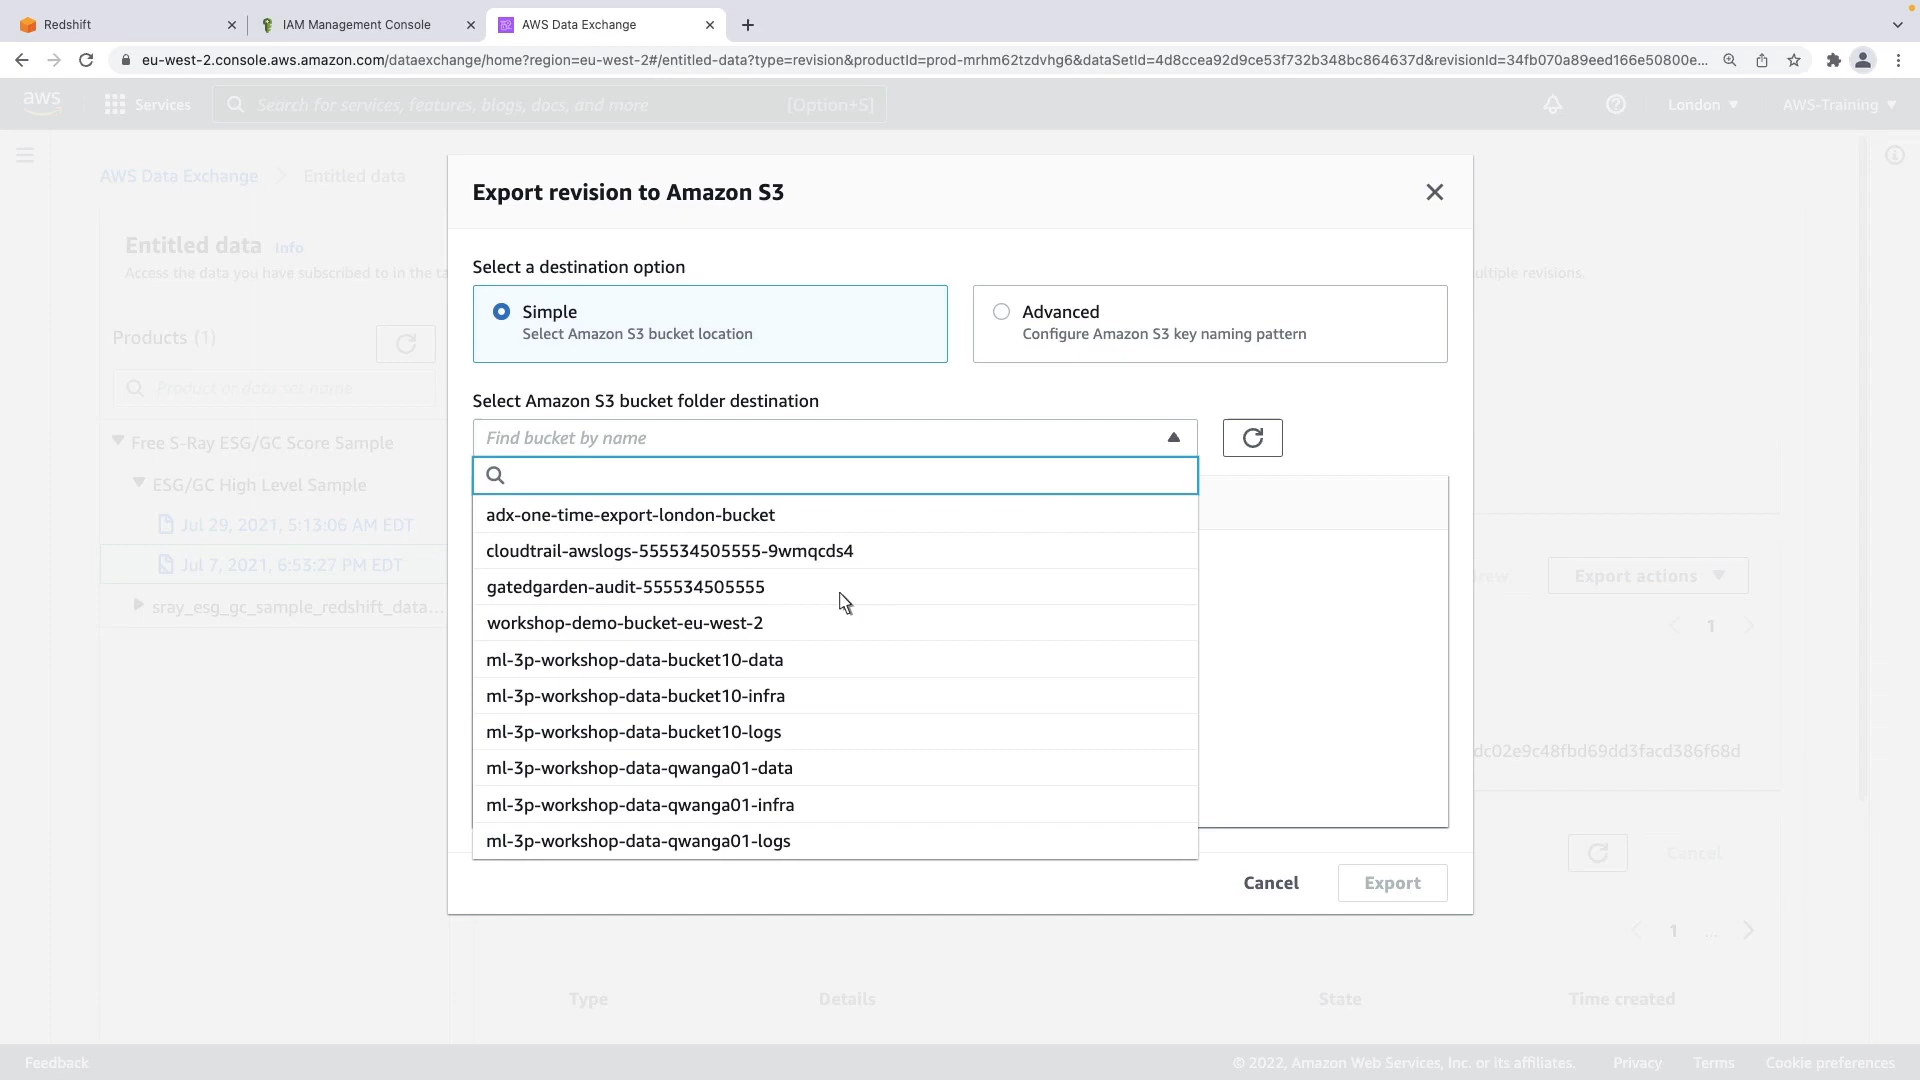 Redshift
IAM Management Console
AWS Data Exchange
eu-west-2.console.aws.amazon.com/dataexchange/home?region=eu-west-2#/entitled-data?type=revision&productId=prod-mrhm62tzdvhg6&dataSetId=4d8ccea92d9ce53f732b348bc864637d&revisionId=34fb070a89eed166e50800e...
aws
Services
Search for services, features, blogs, docs, and more
[Option+S]
London
AWS-Training
AWS Data Exchange
Entitled data
Export revision to Amazon S3
Entitled data Info
Access the data you have subscribed to in the ta
ultiple revisions.
Select a destination option
Simple
Select Amazon S3 bucket location
Advanced
Configure Amazon S3 key naming pattern
Products (1)
Product or data set name
Select Amazon S3 bucket folder destination
Find bucket by name
Free S-Ray ESG/GC Score Sample
ESG/GC High Level Sample
Jul 29, 2021, 5:13:06 AM EDT
Jul 7, 2021, 6:53:27 PM EDT
sray_esg_gc_sample_redshift_data...
adx-one-time-export-london-bucket
cloudtrail-awslogs-555534505555-9wmqcds4
gatedgarden-audit-555534505555
workshop-demo-bucket-eu-west-2
ml-3p-workshop-data-bucket10-data
ml-3p-workshop-data-bucket10-infra
ml-3p-workshop-data-bucket10-logs
ml-3p-workshop-data-qwanga01-data
ml-3p-workshop-data-qwanga01-infra
ml-3p-workshop-data-qwanga01-logs
Export actions
1
dc02e9c48fbd69dd3facd386f68d
Cancel
Cancel
Export
1 ...
Type
Details
State
Time created
Feedback
© 2022, Amazon Web Services, Inc. or its affiliates.
Privacy
Terms
Cookie preferences